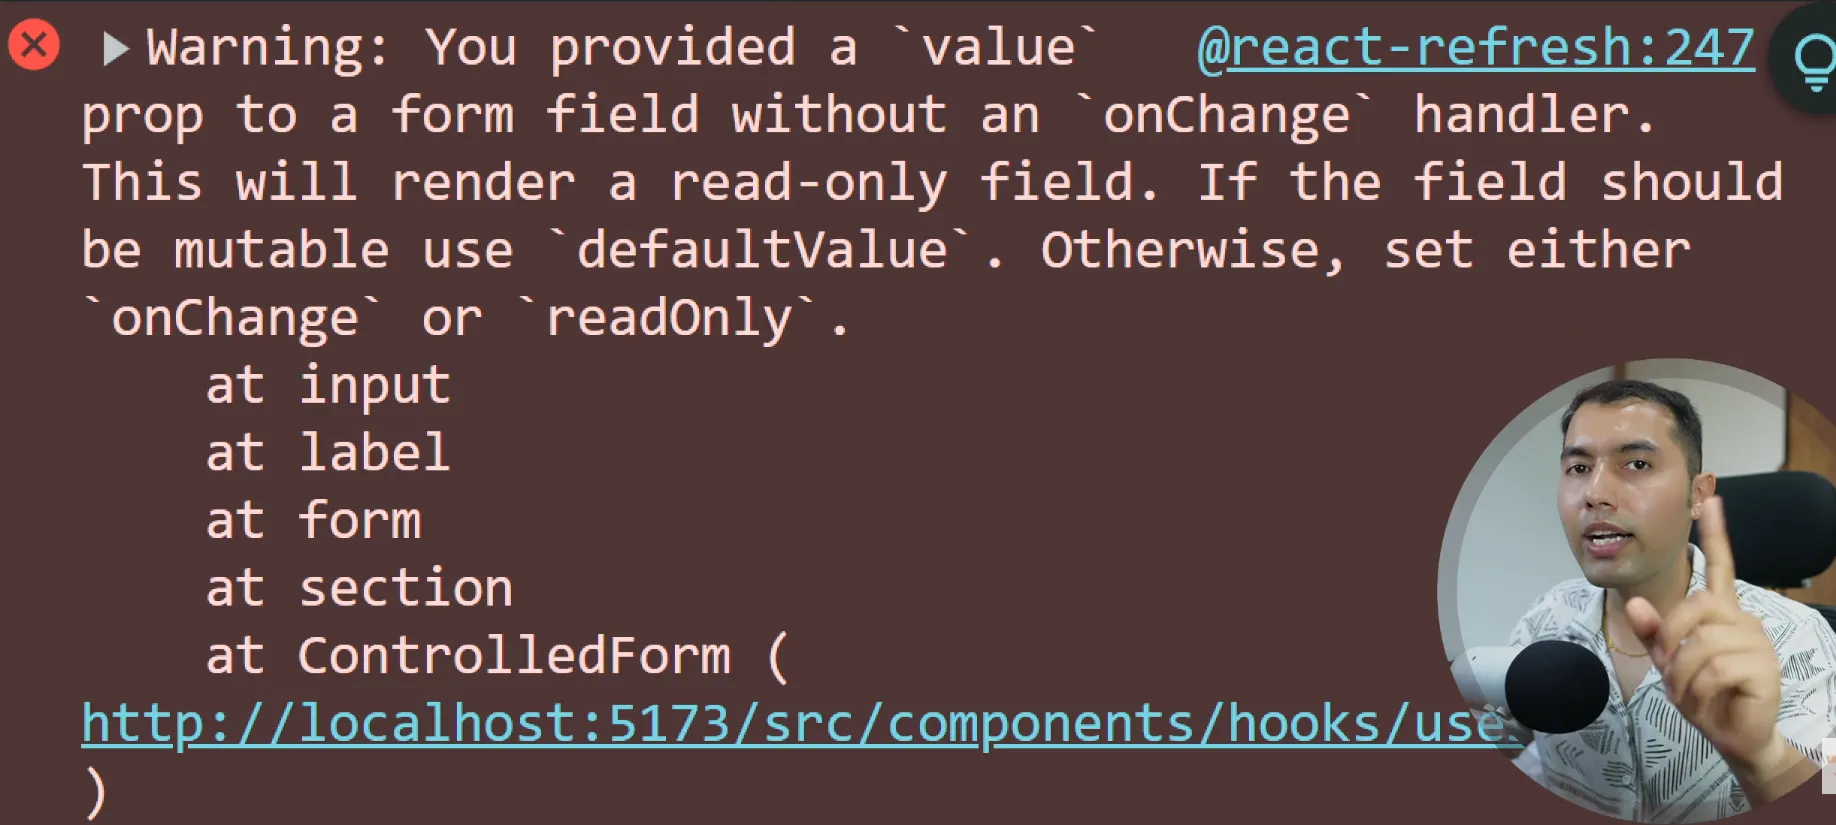 Warning: You provided a `value` @react-refresh:247
prop to a form field without an `onChange` handler.
This will render a read-only field. If the field should
be mutable use `defaultValue`. Otherwise, set either
`onChange` or `readOnly`.
at input
at label
at form
at section
at ControlledForm (
http://localhost:5173/src/components/hooks/use
)